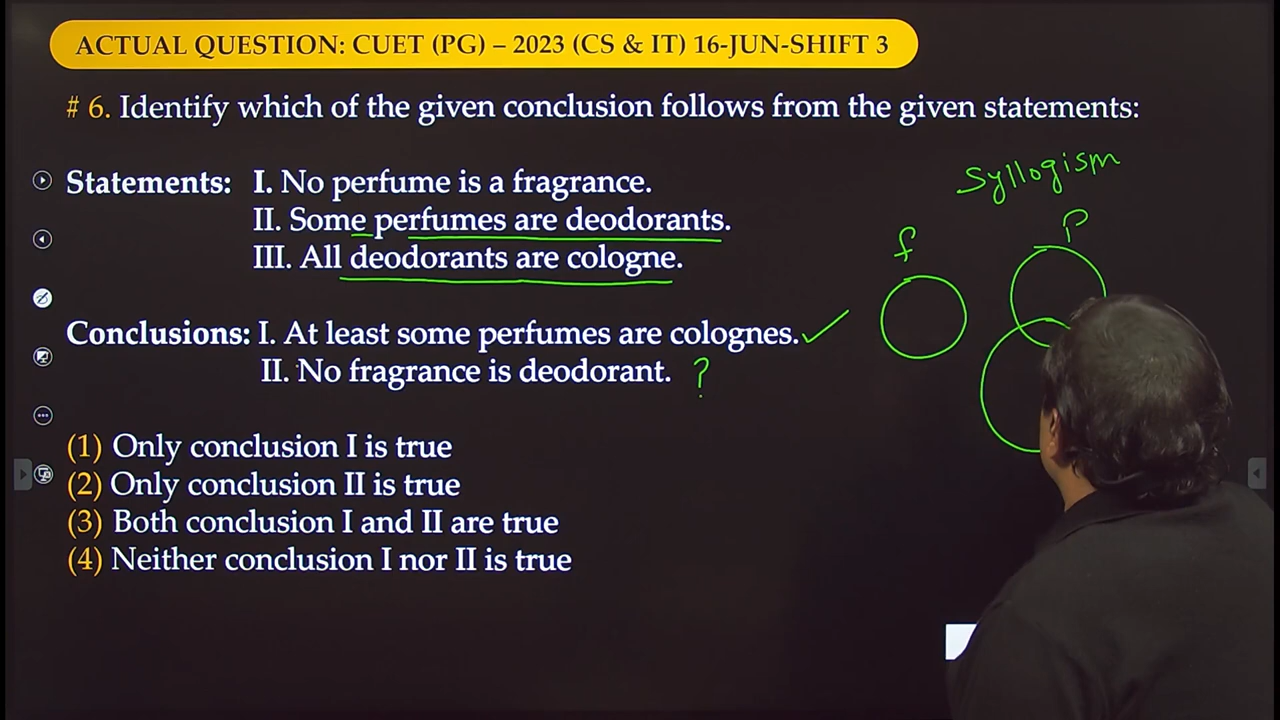 ACTUAL QUESTION: CUET (PG) – 2023 (CS & IT) 16-JUN-SHIFT 3
# 6. Identify which of the given conclusion follows from the given statements:
Syllogism
Statements: I. No perfume is a fragrance.
II. Some perfumes are deodorants.
III. All deodorants are cologne.
f
P
Conclusions: I. At least some perfumes are colognes.
II. No fragrance is deodorant. ?
(1) Only conclusion I is true
(2) Only conclusion II is true
(3) Both conclusion I and II are true
(4) Neither conclusion I nor II is true